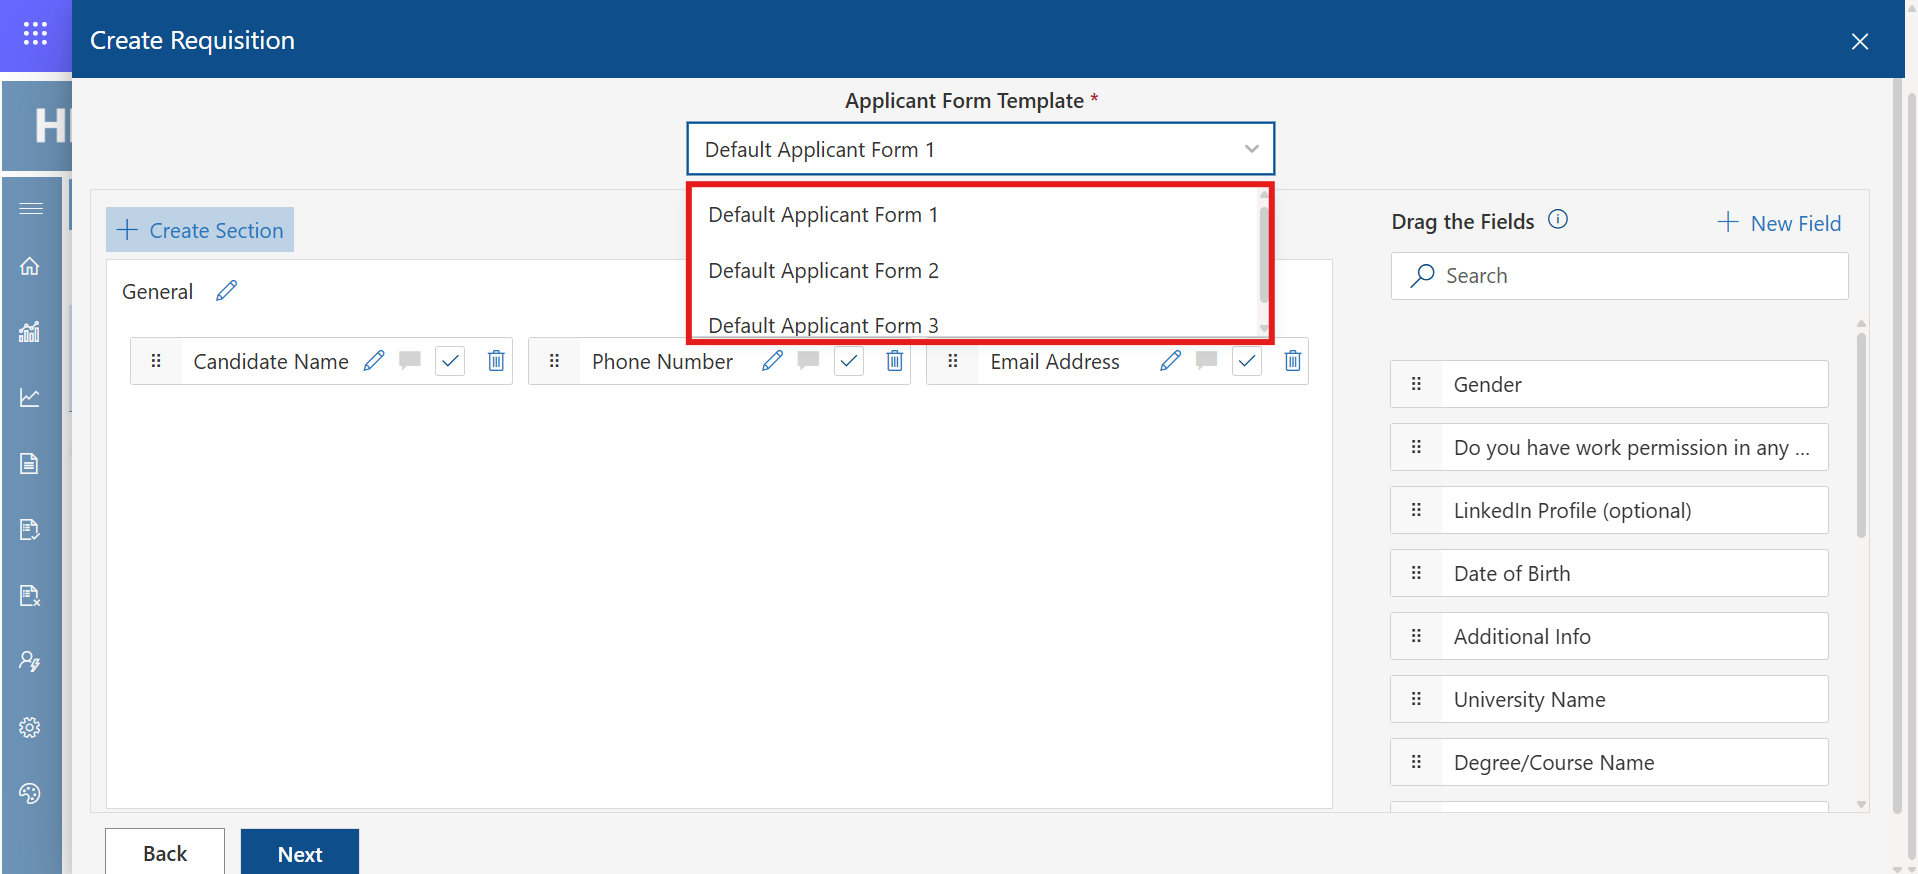 Create Requisition
Applicant Form Template *
Default Applicant Form 1
Default Applicant Form 1
Default Applicant Form 2
Default Applicant Form 3
Create Section
General
Candidate Name
Phone Number
Email Address
Drag the Fields
New Field
Search
Gender
Do you have work permission in any ...
LinkedIn Profile (optional)
Date of Birth
Additional Info
University Name
Degree/Course Name
Back
Next